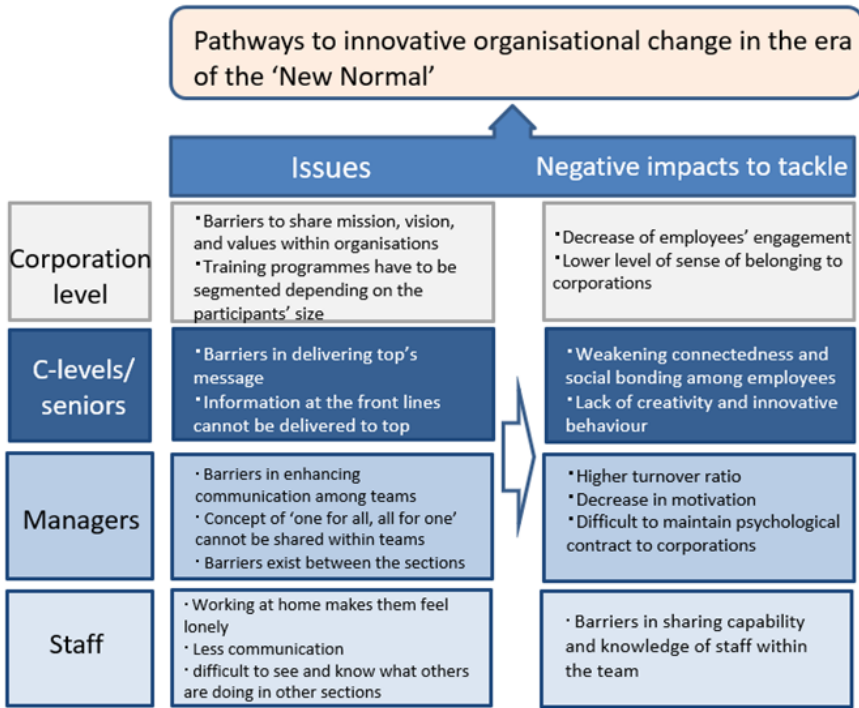 Pathways to innovative organisational change in the era
of the ‘New Normal’
Issues
Negative impacts to tackle
Corporation
level
▪Barriers to share mission, vision,
and values within organisations
▪Training programmes have to be
segmented depending on the
participants’ size
▪Decrease of employees’ engagement
▪Lower level of sense of belonging to
corporations
C-levels/
seniors
▪Barriers in delivering top’s
message
▪Information at the front lines
cannot be delivered to top
▪Weakening connectedness and
social bonding among employees
▪Lack of creativity and innovative
behaviour
Managers
· Barriers in enhancing
communication among teams
· Concept of ‘one for all, all for one’
cannot be shared within teams
· Barriers exist between the sections
▪Higher turnover ratio
▪Decrease in motivation
▪Difficult to maintain psychological
contract to corporations
Staff
· Working at home makes them feel
lonely
· Less communication
· difficult to see and know what others
are doing in other sections
· Barriers in sharing capability
and knowledge of staff within
the team